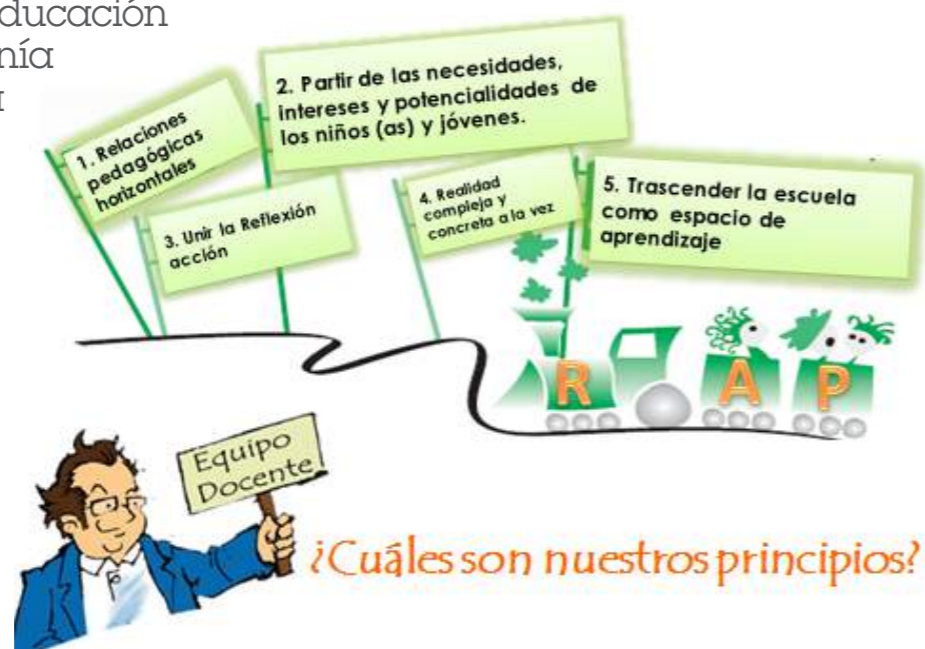 ducación
nía
1. Relaciones
pedagógicas
horizontales
2. Partir de las necesidades,
intereses y potencialidades de
los niños (as) y jóvenes.
3. Unir la Reflexión
acción
4. Realidad
compleja y
concreta a la vez
5. Trascender la escuela
como espacio de
aprendizaje
R A P
Equipo
Docente
¿Cuáles son nuestros principios?